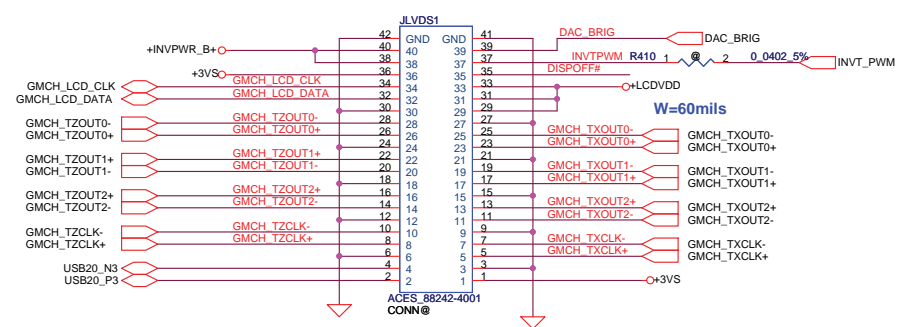 JLVDS1
42 GND GND 41
40 40 39 39 DAC_BRIG DAC_BRIG
+INVPWR_B+ 38 38 37 37 INVTPWM R410 1 @ 2 0_0402_5% INVT_PWM
+3VS 36 36 35 35 DISPOFF#
GMCH_LCD_CLK GMCH_LCD_CLK 34 34 33 33 +LCDVDD
GMCH_LCD_DATA GMCH_LCD_DATA 32 32 31 31
30 30 29 29
W=60mils
GMCH_TZOUT0- GMCH_TZOUT0- 28 28 27 27
GMCH_TZOUT0+ GMCH_TZOUT0+ 26 26 25 25 GMCH_TXOUT0- GMCH_TXOUT0-
24 24 23 23 GMCH_TXOUT0+ GMCH_TXOUT0+
GMCH_TZOUT1+ GMCH_TZOUT1+ 22 22 21 21
GMCH_TZOUT1- GMCH_TZOUT1- 20 20 19 19 GMCH_TXOUT1- GMCH_TXOUT1-
18 18 17 17 GMCH_TXOUT1+ GMCH_TXOUT1+
GMCH_TZOUT2+ GMCH_TZOUT2+ 16 16 15 15
GMCH_TZOUT2- GMCH_TZOUT2- 14 14 13 13 GMCH_TXOUT2+ GMCH_TXOUT2+
12 12 11 11 GMCH_TXOUT2- GMCH_TXOUT2-
GMCH_TZCLK- GMCH_TZCLK- 10 10 9 9
GMCH_TZCLK+ GMCH_TZCLK+ 8 8 7 7 GMCH_TXCLK- GMCH_TXCLK-
6 6 5 5 GMCH_TXCLK+ GMCH_TXCLK+
USB20_N3 4 4 3 3
USB20_P3 2 2 1 1 +3VS
ACES_88242-4001
CONN@